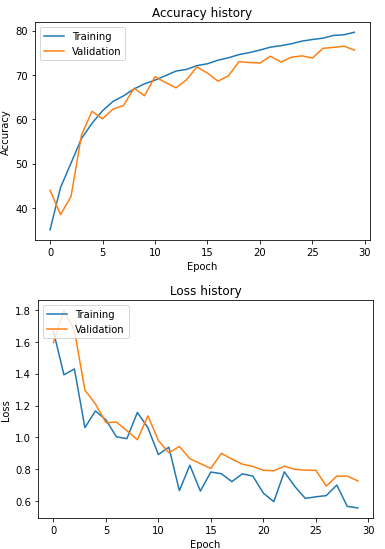 Accuracy history
Training
Validation
80
70
60
50
40
Accuracy
0 5 10 15 20 25 30
Epoch
Loss history
Training
Validation
1.8
1.6
1.4
1.2
1.0
0.8
0.6
Loss
0 5 10 15 20 25 30
Epoch